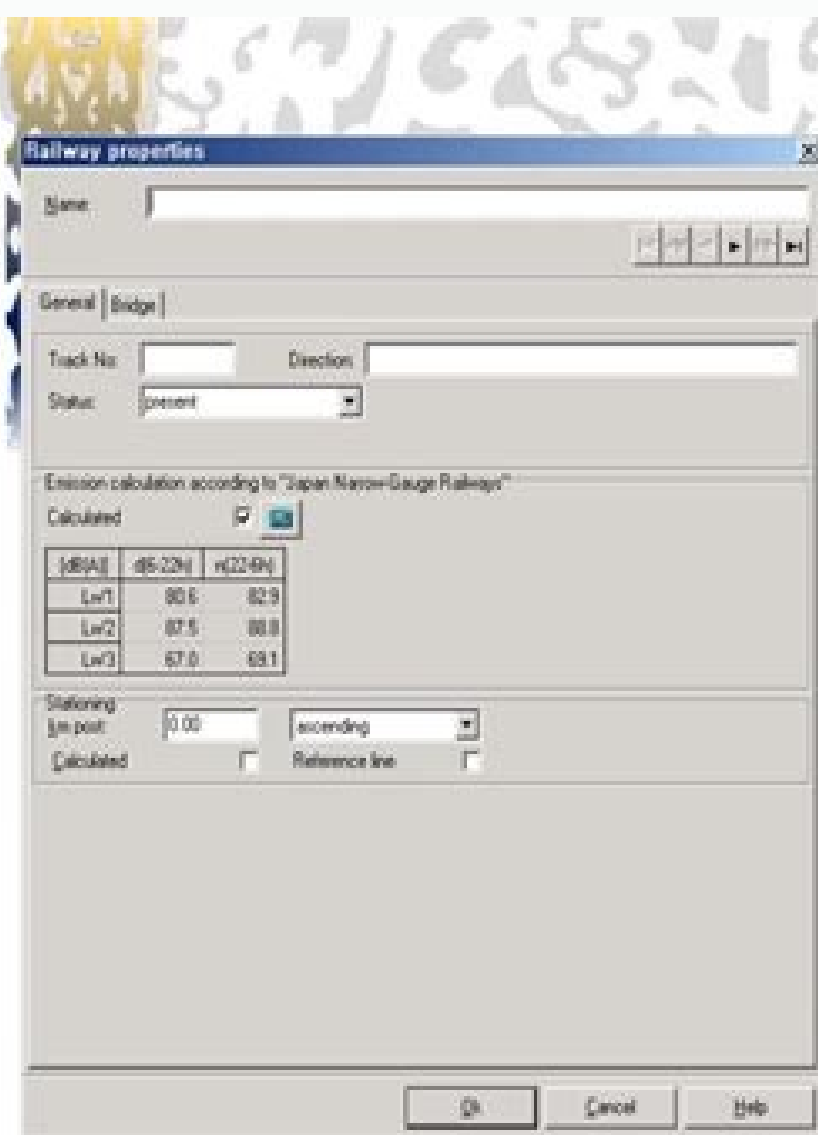 Railway properties
Name
General Bridge
Track No: Direction:
Status: present
Emission calculation according to "Japan Narrow-Gauge Railways"
Calculated
[dB(A)] d(6-22h) n(22-6h)
Lw'1 80.6 82.9
Lw'2 87.5 88.8
Lw'3 67.0 69.1
Stationing
km post: 0.00 ascending
Calculated Reference line
Ok Cancel Help